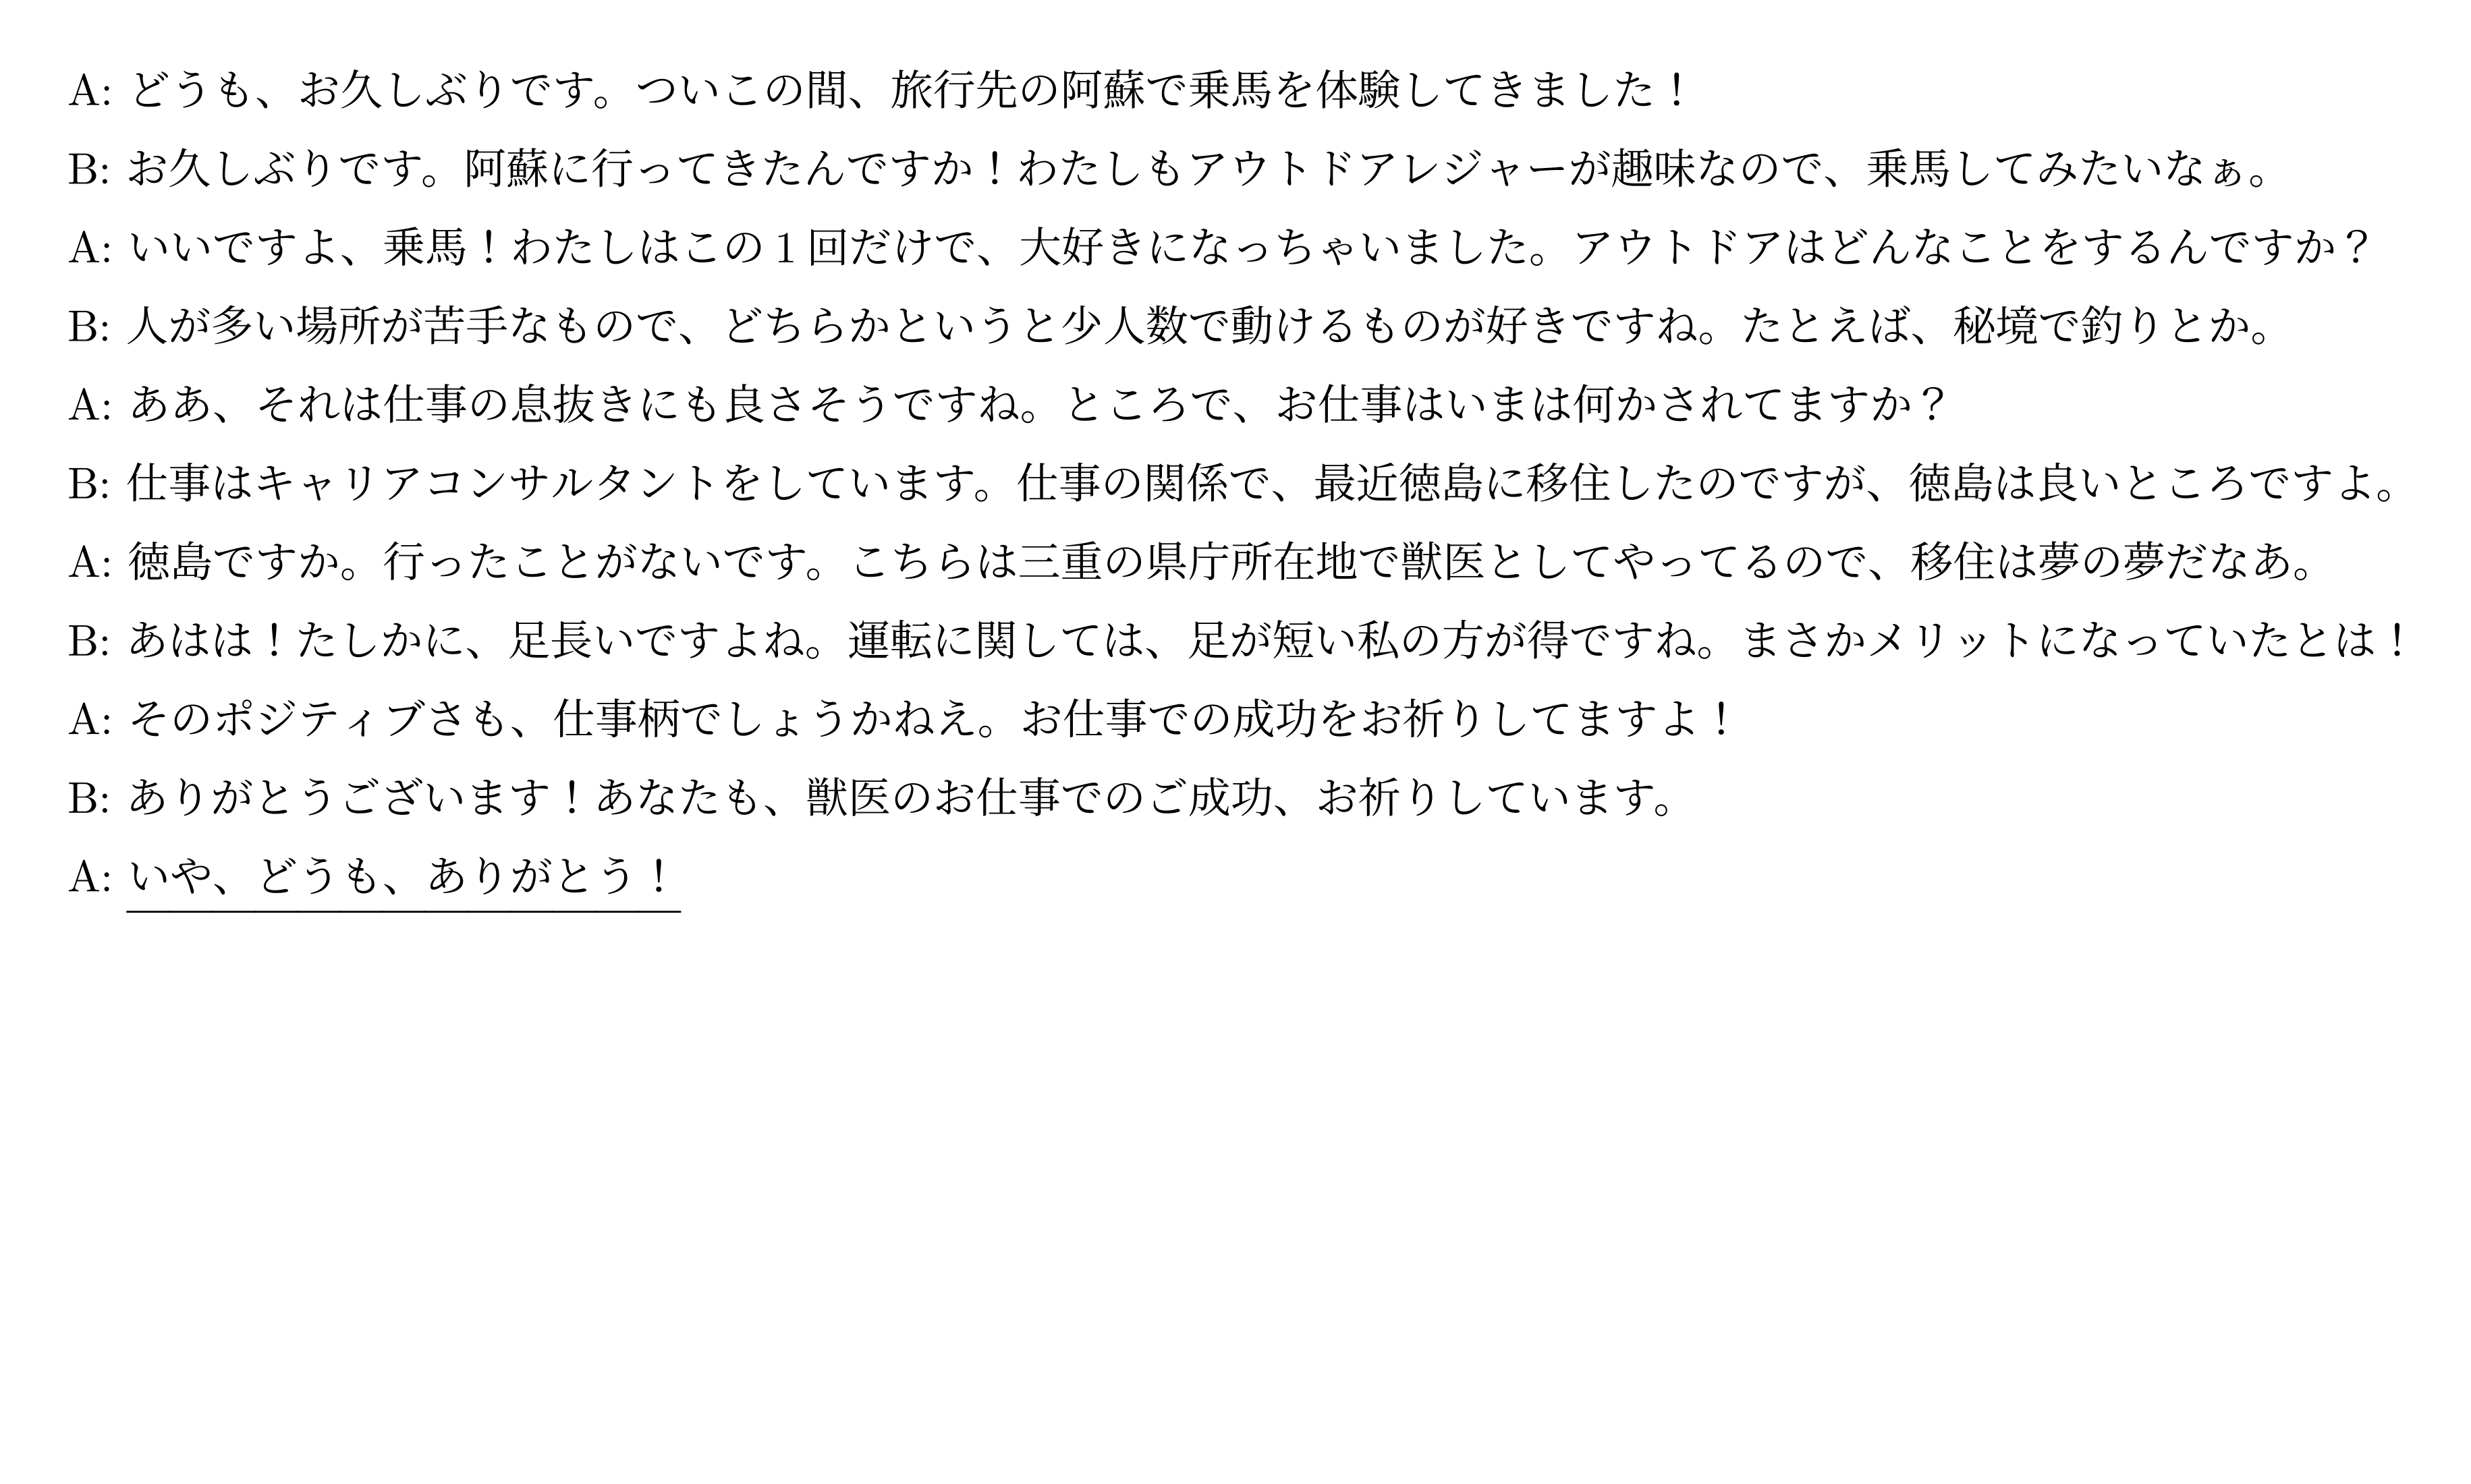 A: どうも、お久しぶりです。ついこの間、旅行先の阿蘇で乗馬を体験してきました！
B: お久しぶりです。阿蘇に行ってきたんですか！わたしもアウトドアレジャーが趣味なので、乗馬してみたいなぁ。
A: いいですよ、乗馬！わたしはこの1回だけで、大好きになっちゃいました。アウトドアはどんなことをするんですか？
B: 人が多い場所が苦手なもので、どちらかというと少人数で動けるものが好きですね。たとえば、秘境で釣りとか。
A: ああ、それは仕事の息抜きにも良さそうですね。ところで、お仕事はいまは何かされてますか？
B: 仕事はキャリアコンサルタントをしています。仕事の関係で、最近徳島に移住したのですが、徳島は良いところですよ。
A: 徳島ですか。行ったことがないです。こちらは三重の県庁所在地で獣医としてやってるので、移住は夢の夢だなあ。
B: あはは！たしかに、足長いですよね。運転に関しては、足が短い私の方が得ですね。まさかメリットになっていたとは！
A: そのポジティブさも、仕事柄でしょうかねえ。お仕事での成功をお祈りしてますよ！
B: ありがとうございます！あなたも、獣医のお仕事でのご成功、お祈りしています。
A: いや、どうも、ありがとう！